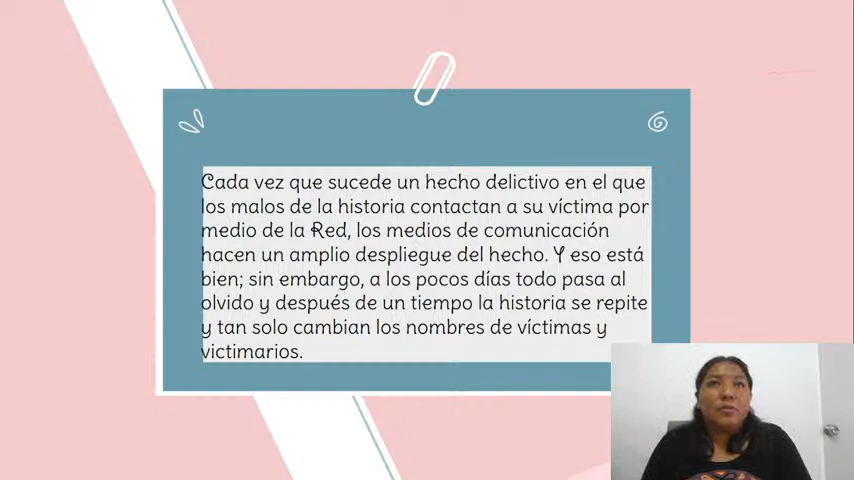 Cada vez que sucede un hecho delictivo en el que
los malos de la historia contactan a su víctima por
medio de la Red, los medios de comunicación
hacen un amplio despliegue del hecho. Y eso está
bien; sin embargo, a los pocos días todo pasa al
olvido y después de un tiempo la historia se repite
y tan solo cambian los nombres de víctimas y
victimarios.